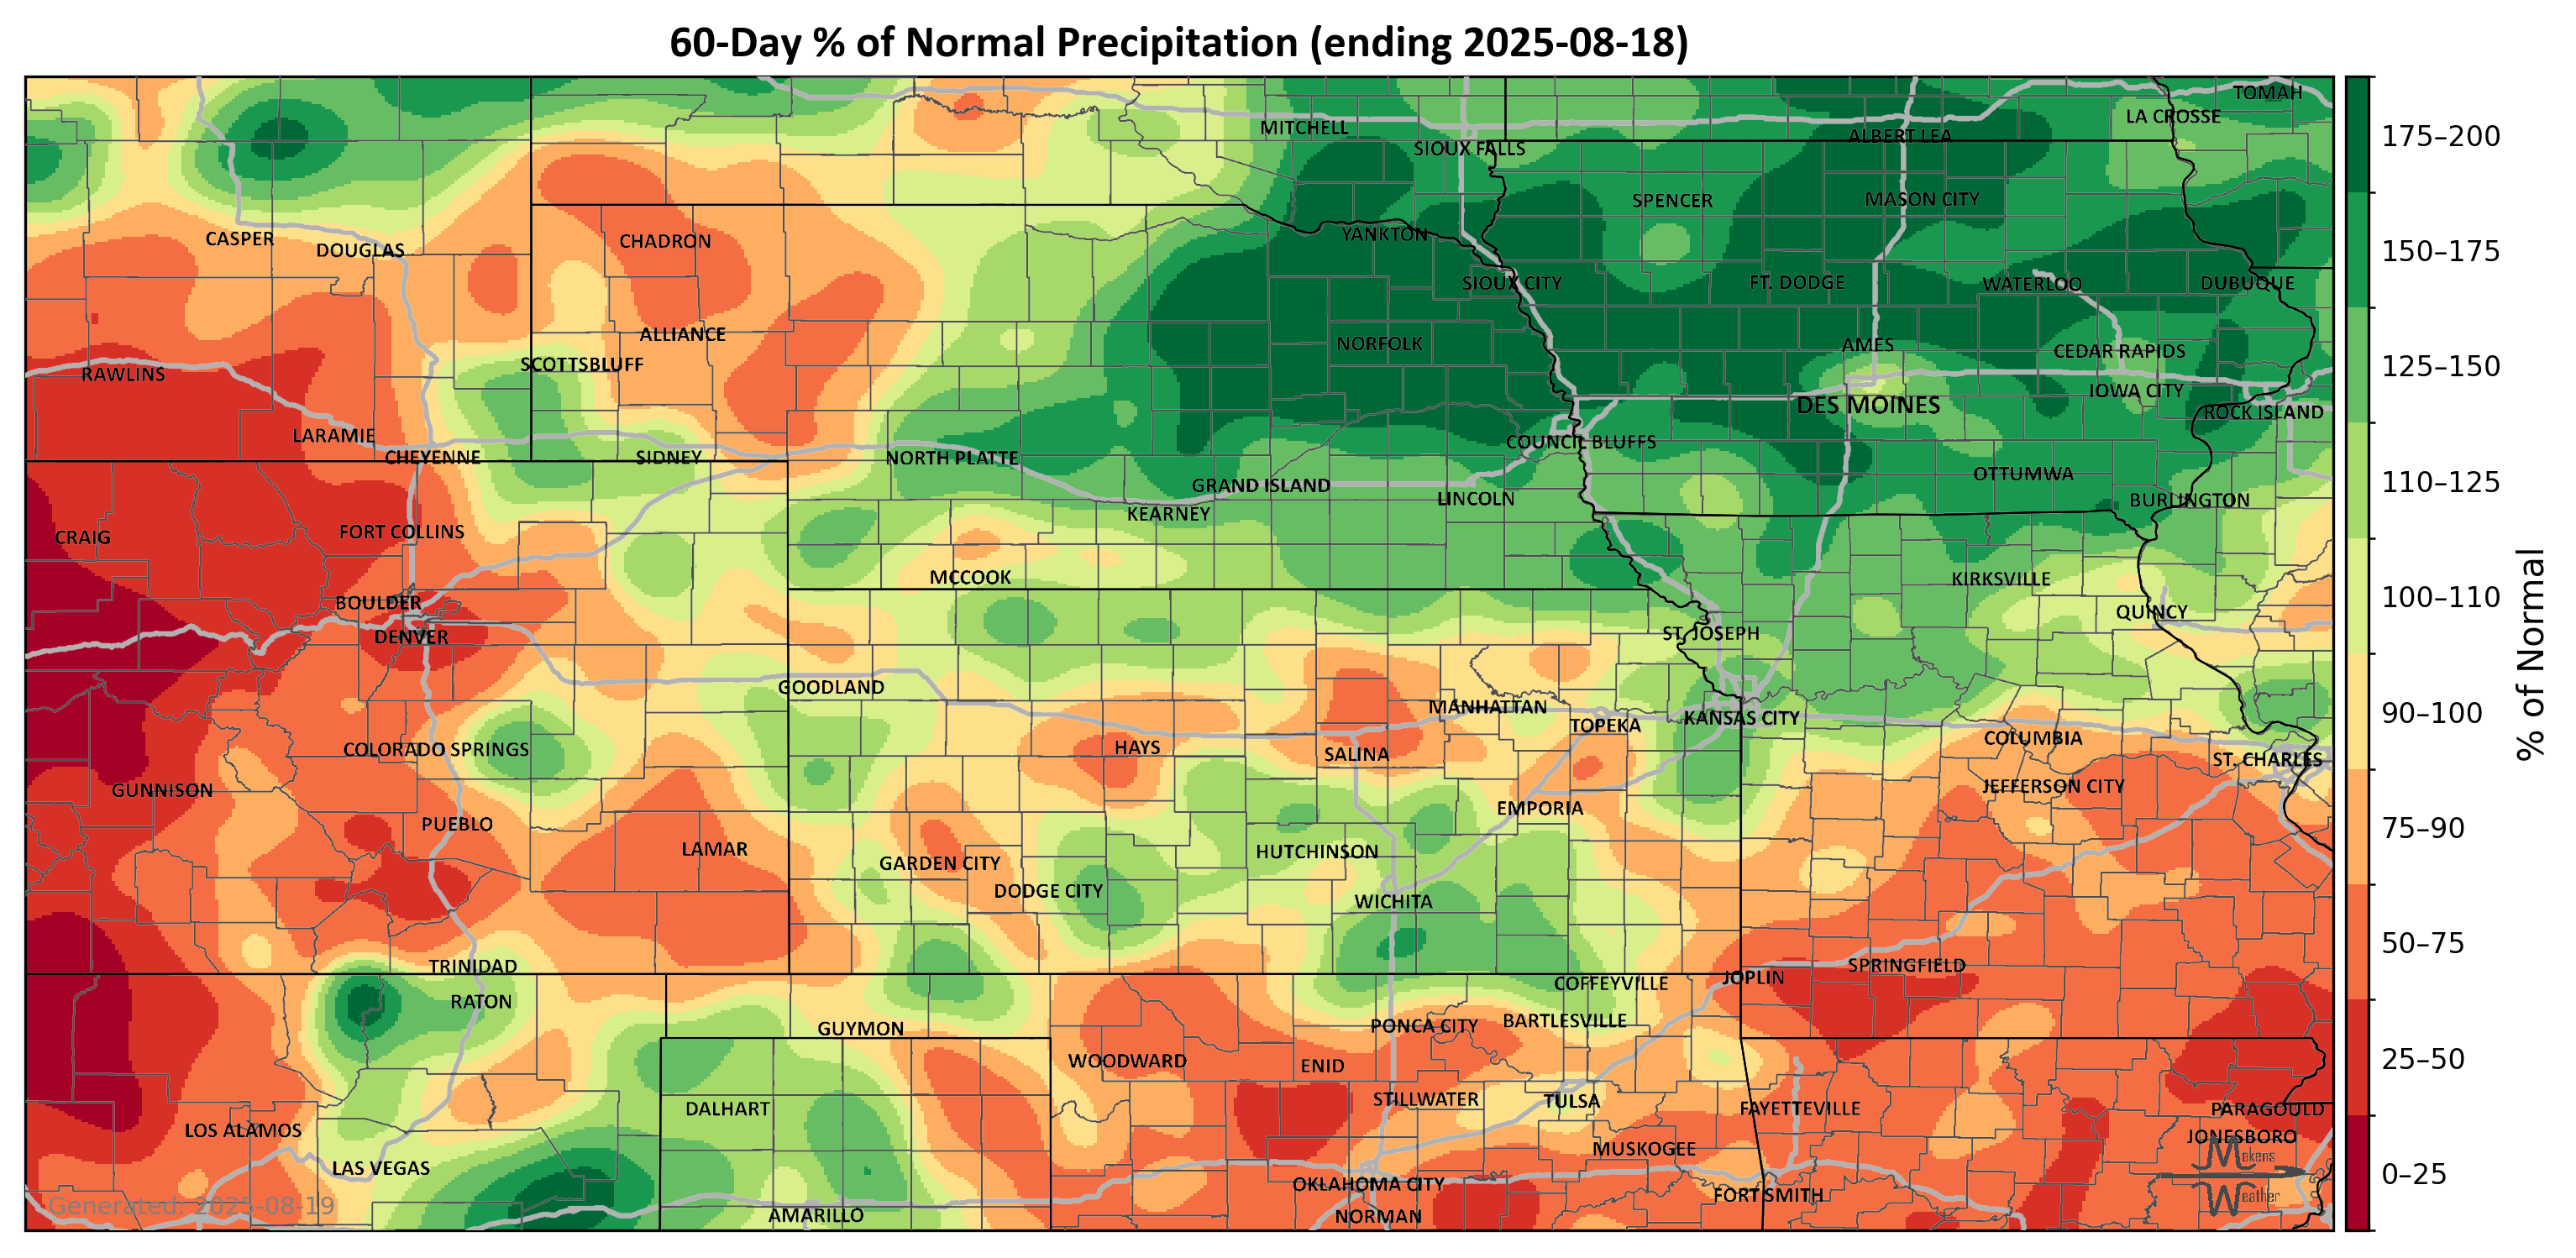 60-Day % of Normal Precipitation (ending 2025-08-18)
TOMAH
LA CROSSE
MITCHELL
ALBERT LEA
SIOUX FALLS
SPENCER
MASON CITY
CASPER
DOUGLAS
CHADRON
YANKTON
SIOUX CITY
FT. DODGE
WATERLOO
DUBUQUE
ALLIANCE
NORFOLK
AMES
CEDAR RAPIDS
SCOTTSBLUFF
RAWLINS
IOWA CITY
DES MOINES
ROCK ISLAND
LARAMIE
COUNCIL BLUFFS
CHEYENNE
SIDNEY
NORTH PLATTE
OTTUMWA
GRAND ISLAND
LINCOLN
BURLINGTON
KEARNEY
CRAIG
FORT COLLINS
MCCOOK
KIRKSVILLE
BOULDER
QUINCY
DENVER
ST. JOSEPH
GOODLAND
MANHATTAN
KANSAS CITY
TOPEKA
COLUMBIA
COLORADO SPRINGS
HAYS
SALINA
ST. CHARLES
GUNNISON
JEFFERSON CITY
EMPORIA
PUEBLO
LAMAR
HUTCHINSON
GARDEN CITY
DODGE CITY
WICHITA
TRINIDAD
SPRINGFIELD
JOPLIN
COFFEYVILLE
RATON
GUYMON
PONCA CITY
BARTLESVILLE
WOODWARD
ENID
STILLWATER
TULSA
DALHART
FAYETTEVILLE
PARAGOULD
LOS ALAMOS
JONESBORO
MUSKOGEE
LAS VEGAS
OKLAHOMA CITY
FORT SMITH
AMARILLO
NORMAN
Generated: 2025-08-19
Makens
Weather
175–200
150–175
125–150
110–125
100–110
90–100
75–90
50–75
25–50
0–25
% of Normal